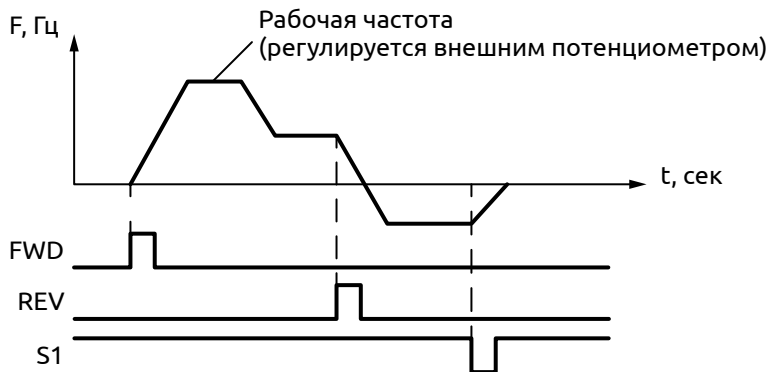 F, Гц
Рабочая частота
(регулируется внешним потенциометром)
t, сек
FWD
REV
S1